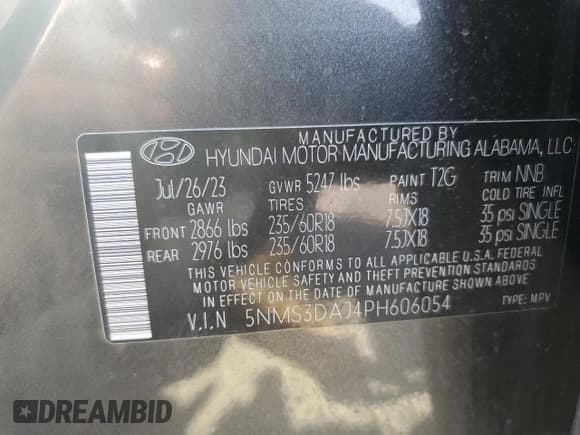 MANUFACTURED BY
HYUNDAI MOTOR MANUFACTURING ALABAMA, LLC.
Jul/26/23 GVWR 5247 lbs PAINT T2G TRIM NNB
GAWR TIRES RIMS COLD TIRE INFL
FRONT 2866 lbs 235/60R18 7.5JX18 35 psi SINGLE
REAR 2976 lbs 235/60R18 7.5JX18 35 psi SINGLE
THIS VEHICLE CONFORMS TO ALL APPLICABLE U.S.A. FEDERAL
MOTOR VEHICLE SAFETY AND THEFT PREVENTION STANDARDS
IN EFFECT ON THE DATE OF MANUFACTURE SHOWN ABOVE.
V.I.N 5NMS3DAJ4PH606054 TYPE: MPV
DREAMBID